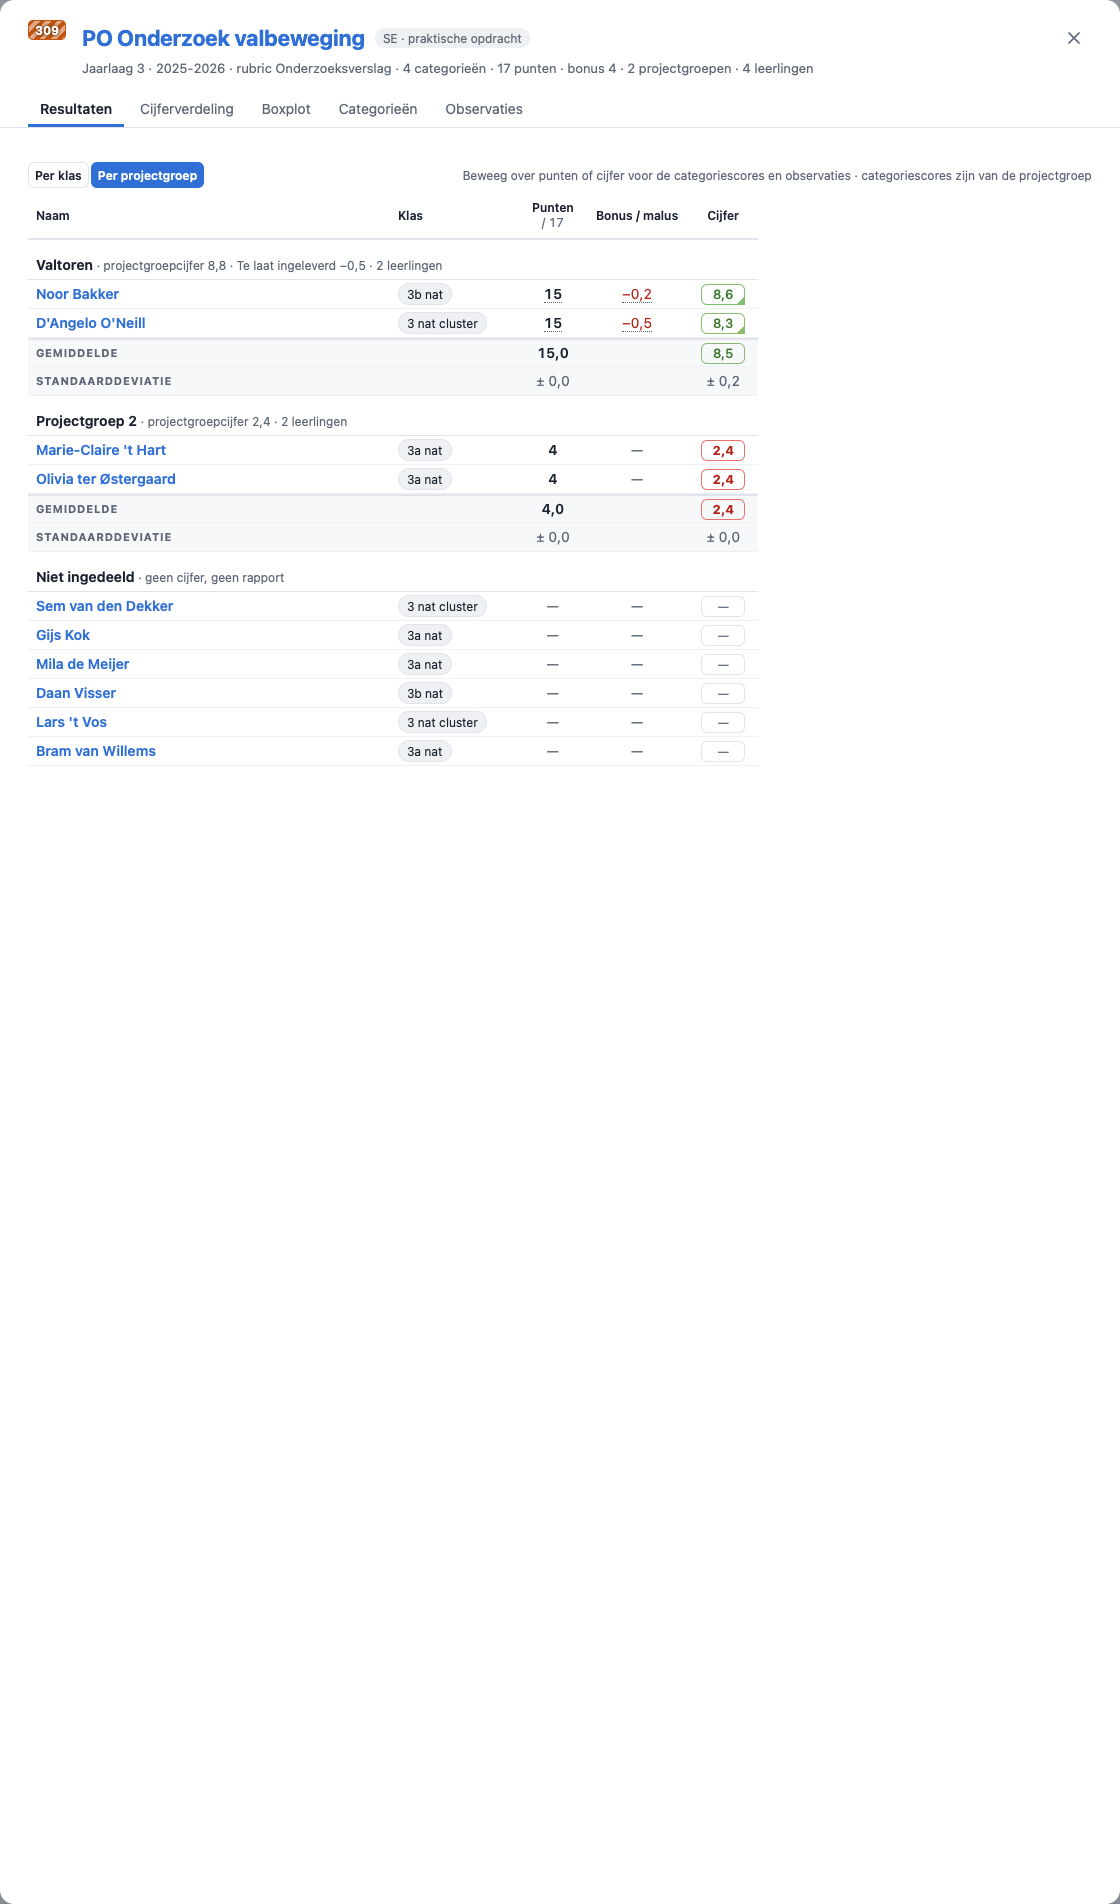 309
PO Onderzoek valbeweging SE · praktische opdracht
Jaarlaag 3 · 2025-2026 · rubric Onderzoeksverslag · 4 categorieën · 17 punten · bonus 4 · 2 projectgroepen · 4 leerlingen
Resultaten Cijferverdeling Boxplot Categorieën Observaties
Per klas Per projectgroep Beweeg over punten of cijfer voor de categoriescores en observaties · categoriescores zijn van de projectgroep
Naam Klas Punten / 17 Bonus / malus Cijfer
Valtoren · projectgroepcijfer 8,8 · Te laat ingeleverd −0,5 · 2 leerlingen
Noor Bakker 3b nat 15 −0,2 8,6
D'Angelo O'Neill 3 nat cluster 15 −0,5 8,3
GEMIDDELDE 15,0 8,5
STANDAARDDEVIATIE ± 0,0 ± 0,2
Projectgroep 2 · projectgroepcijfer 2,4 · 2 leerlingen
Marie-Claire 't Hart 3a nat 4 — 2,4
Olivia ter Østergaard 3a nat 4 — 2,4
GEMIDDELDE 4,0 2,4
STANDAARDDEVIATIE ± 0,0 ± 0,0
Niet ingedeeld · geen cijfer, geen rapport
Sem van den Dekker 3 nat cluster — — —
Gijs Kok 3a nat — — —
Mila de Meijer 3a nat — — —
Daan Visser 3b nat — — —
Lars 't Vos 3 nat cluster — — —
Bram van Willems 3a nat — — —